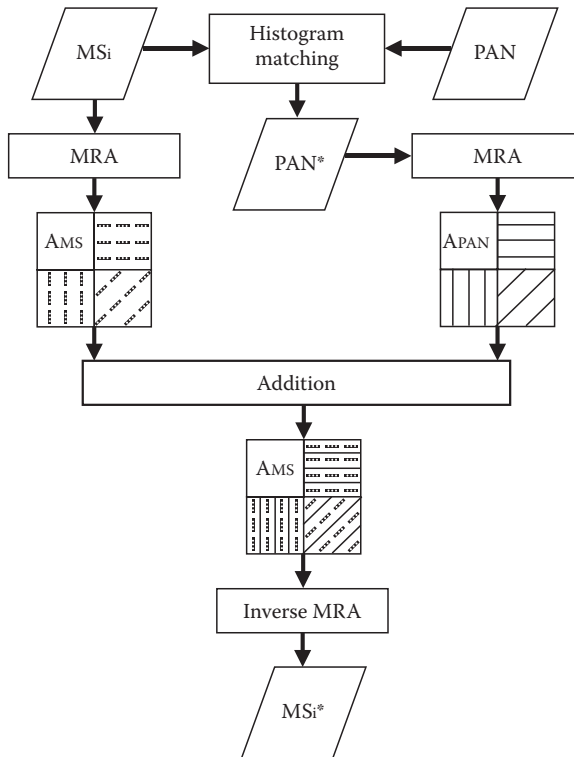 MSi
Histogram
matching
PAN
MRA
PAN*
MRA
AMS
APAN
Addition
AMS
Inverse MRA
MSi*